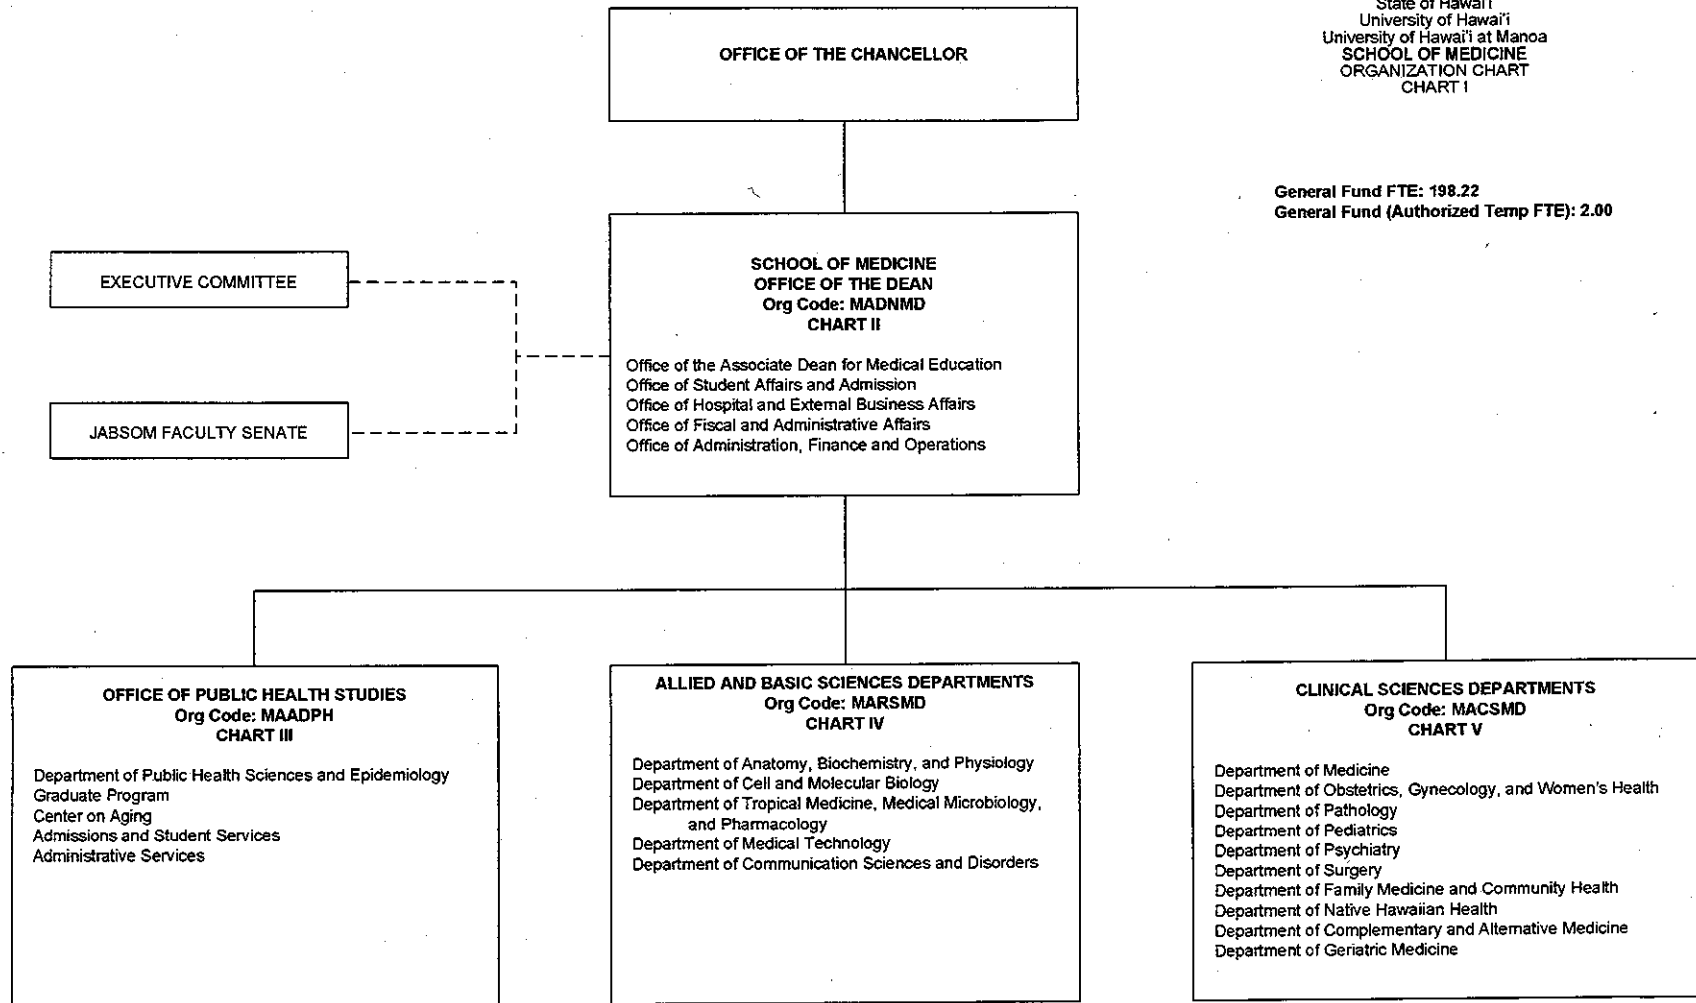 State of Hawai'i
University of Hawai'i
University of Hawai'i at Manoa
SCHOOL OF MEDICINE
ORGANIZATION CHART
CHART I
General Fund FTE: 198.22
General Fund (Authorized Temp FTE): 2.00
OFFICE OF THE CHANCELLOR
EXECUTIVE COMMITTEE
JABSOM FACULTY SENATE
SCHOOL OF MEDICINE
OFFICE OF THE DEAN
Org Code: MADNMD
CHART II
Office of the Associate Dean for Medical Education
Office of Student Affairs and Admission
Office of Hospital and External Business Affairs
Office of Fiscal and Administrative Affairs
Office of Administration, Finance and Operations
OFFICE OF PUBLIC HEALTH STUDIES
Org Code: MAADPH
CHART III
Department of Public Health Sciences and Epidemiology
Graduate Program
Center on Aging
Admissions and Student Services
Administrative Services
ALLIED AND BASIC SCIENCES DEPARTMENTS
Org Code: MARSMD
CHART IV
Department of Anatomy, Biochemistry, and Physiology
Department of Cell and Molecular Biology
Department of Tropical Medicine, Medical Microbiology,
and Pharmacology
Department of Medical Technology
Department of Communication Sciences and Disorders
CLINICAL SCIENCES DEPARTMENTS
Org Code: MACSMD
CHART V
Department of Medicine
Department of Obstetrics, Gynecology, and Women's Health
Department of Pathology
Department of Pediatrics
Department of Psychiatry
Department of Surgery
Department of Family Medicine and Community Health
Department of Native Hawaiian Health
Department of Complementary and Alternative Medicine
Department of Geriatric Medicine